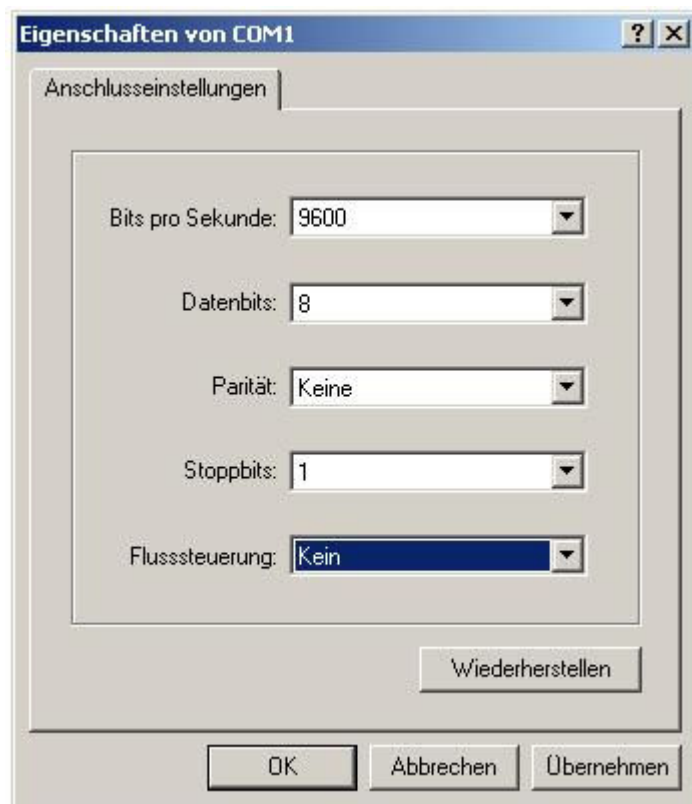 Eigenschaften von COM1
Anschlusseinstellungen
Bits pro Sekunde: 9600
Datenbits: 8
Parität: Keine
Stoppbits: 1
Flusssteuerung: Kein
Wiederherstellen
OK Abbrechen Übernehmen